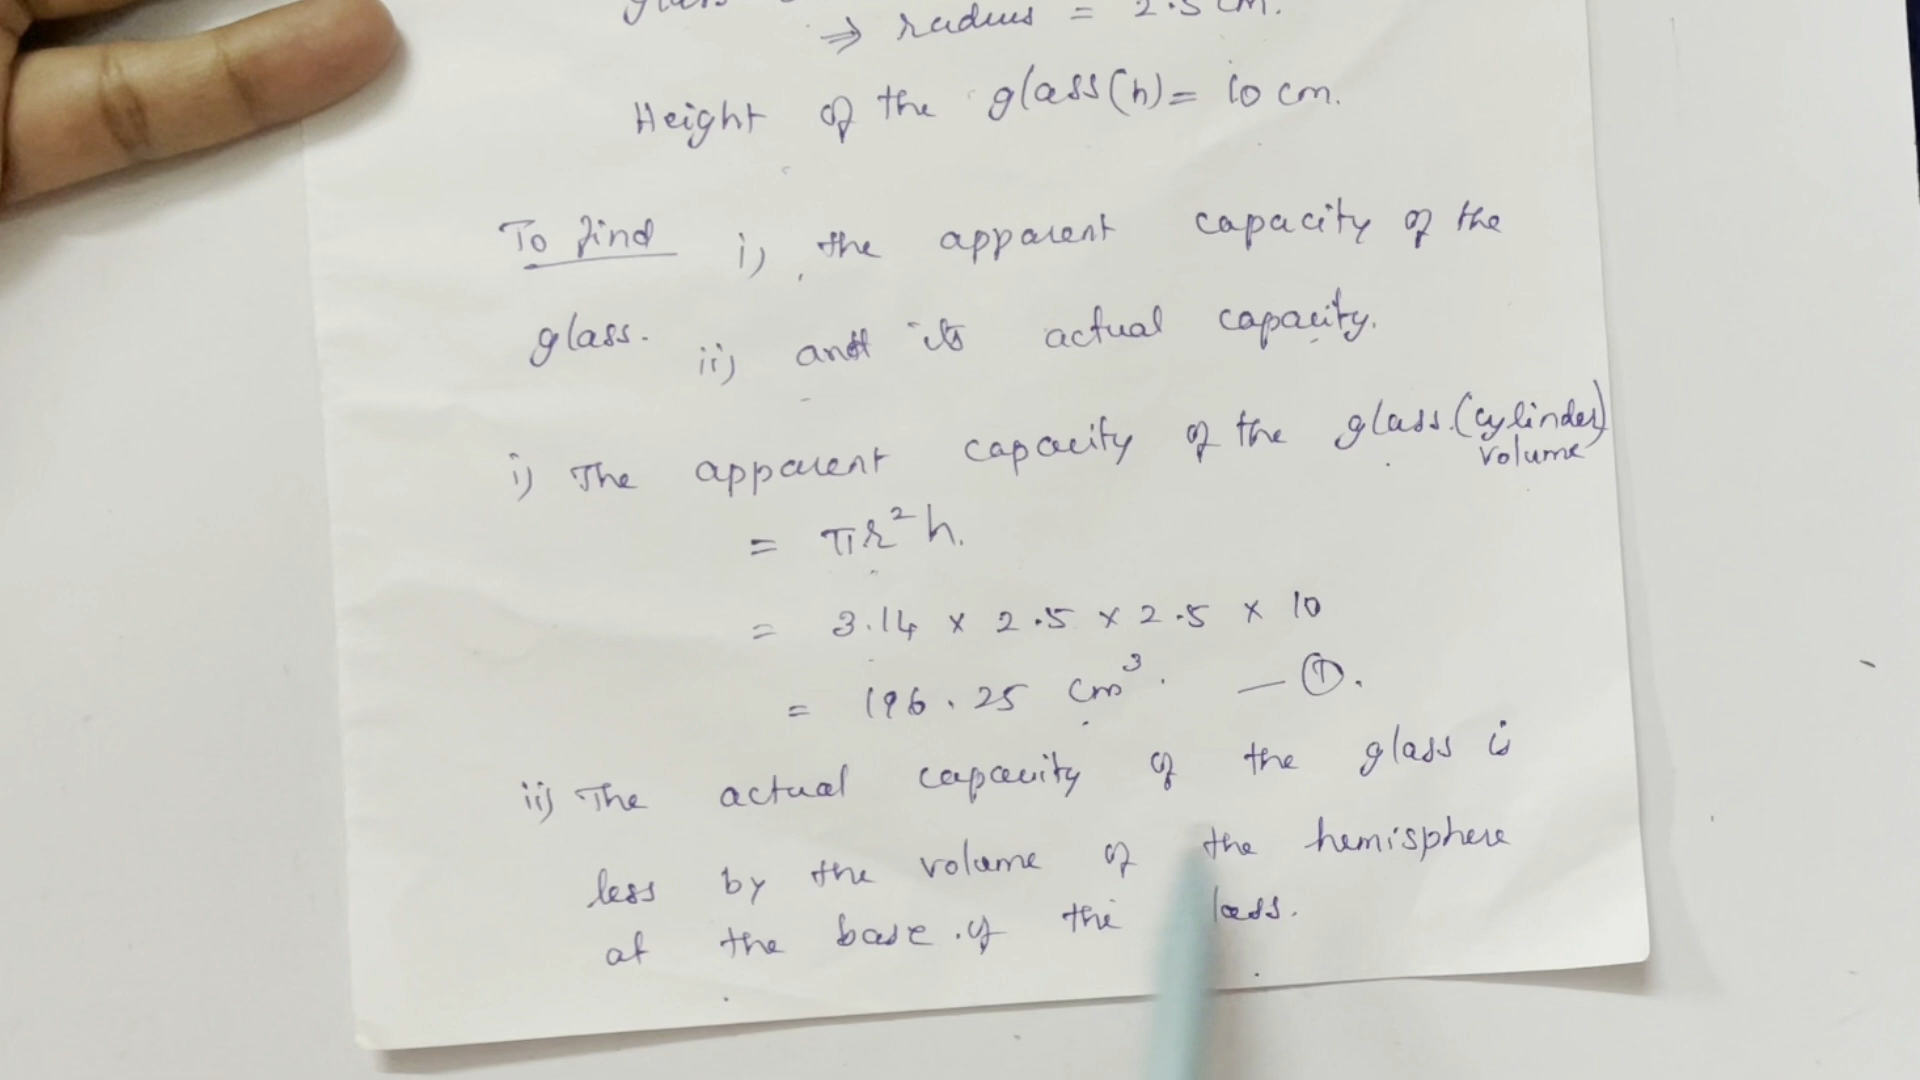 glass
⇒ radius = 2.5 cm.
Height of the glass(h)= 10 cm.
To find i) the apparent capacity of the
glass. ii) and its actual capacity.
i) The apparent capacity of the glass.(cylinder)
volume
= πr²h.
= 3.14 x 2.5 x 2.5 x 10
= 196.25 cm³. — ①.
ii) The actual capacity of the glass is
less by the volume of the hemisphere
at the base of the lass.